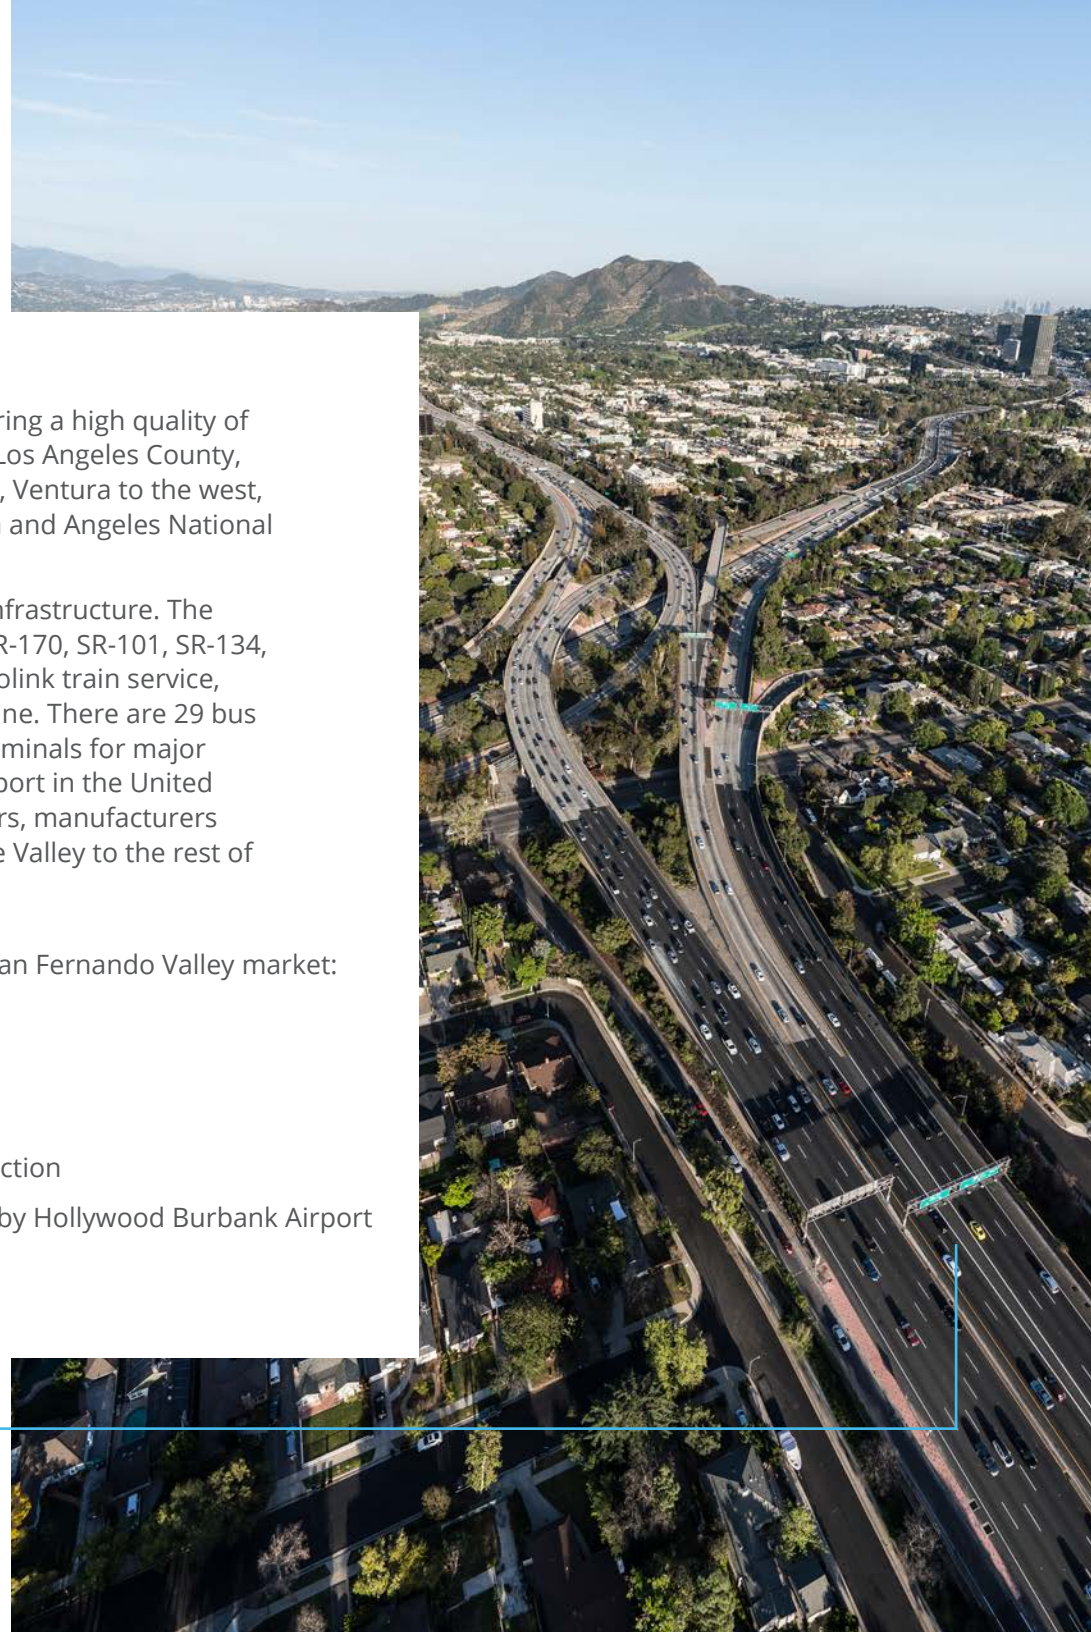 ring a high quality of
Los Angeles County,
, Ventura to the west,
and Angeles National
nfrastructure. The
R-170, SR-101, SR-134,
olink train service,
ne. There are 29 bus
minals for major
port in the United
rs, manufacturers
e Valley to the rest of
an Fernando Valley market:
ction
by Hollywood Burbank Airport